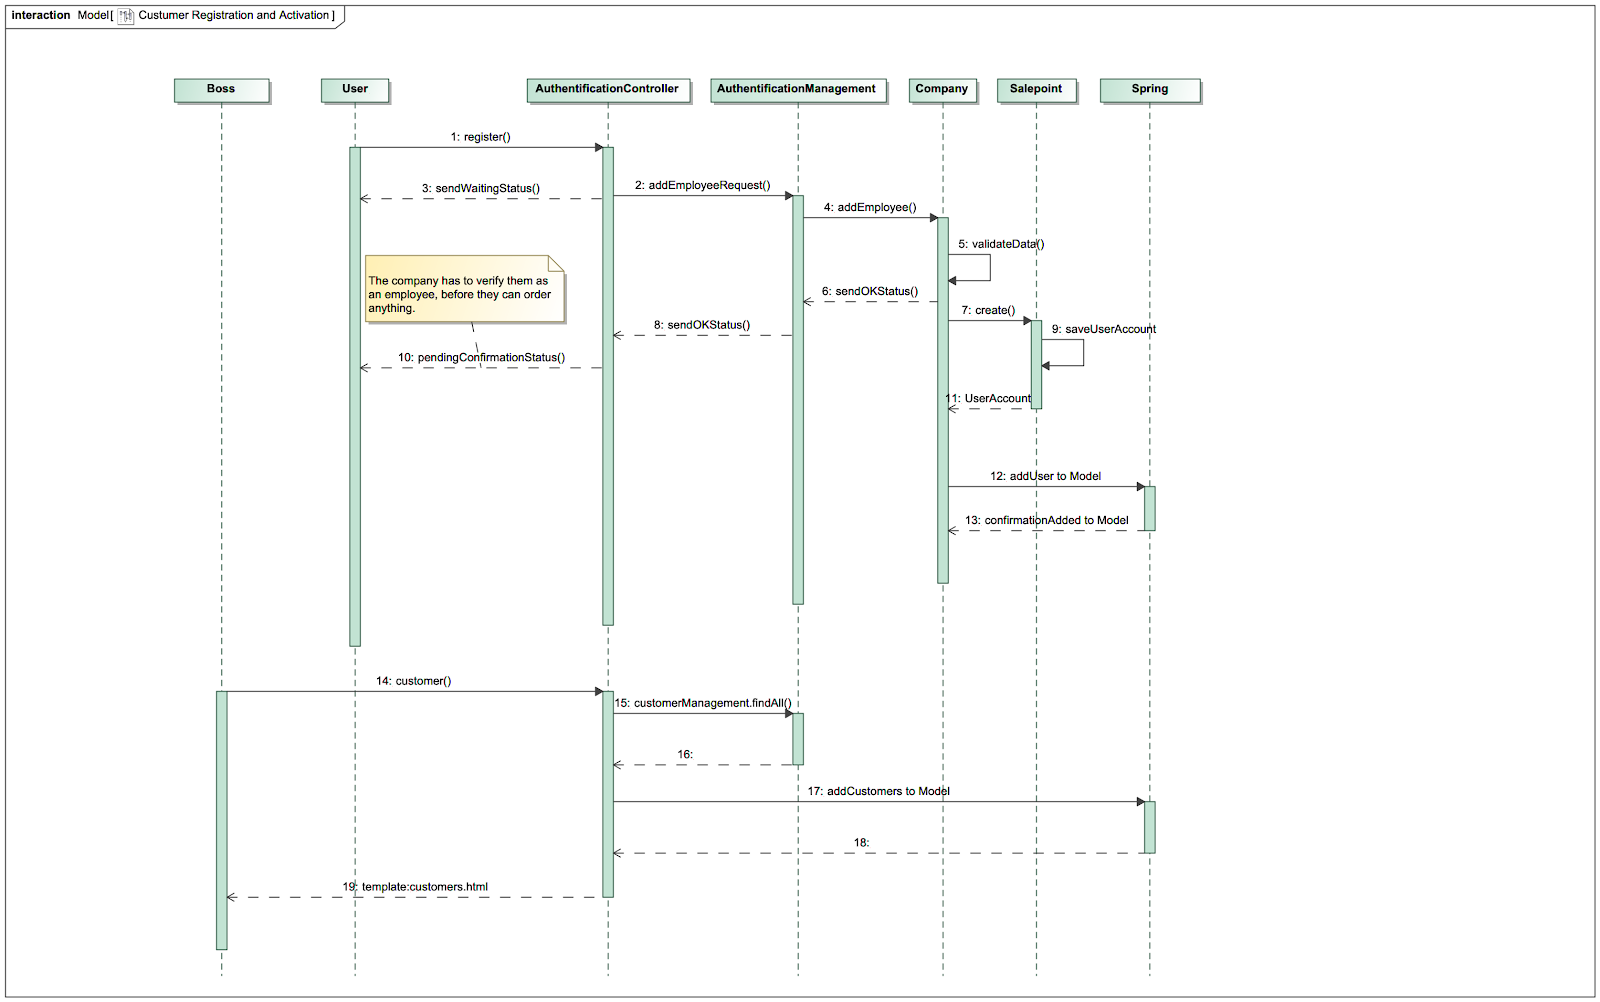 interaction Model[ Custumer Registration and Activation ]
Boss
User
AuthentificationController
AuthentificationManagement
Company
Salepoint
Spring
1: register()
2: addEmployeeRequest()
3: sendWaitingStatus()
4: addEmployee()
5: validateData()
The company has to verify them as
an employee, before they can order
anything.
6: sendOKStatus()
7: create()
8: sendOKStatus()
9: saveUserAccount
10: pendingConfirmationStatus()
11: UserAccount
12: addUser to Model
13: confirmationAdded to Model
14: customer()
15: customerManagement.findAll()
16:
17: addCustomers to Model
18:
19: template:customers.html